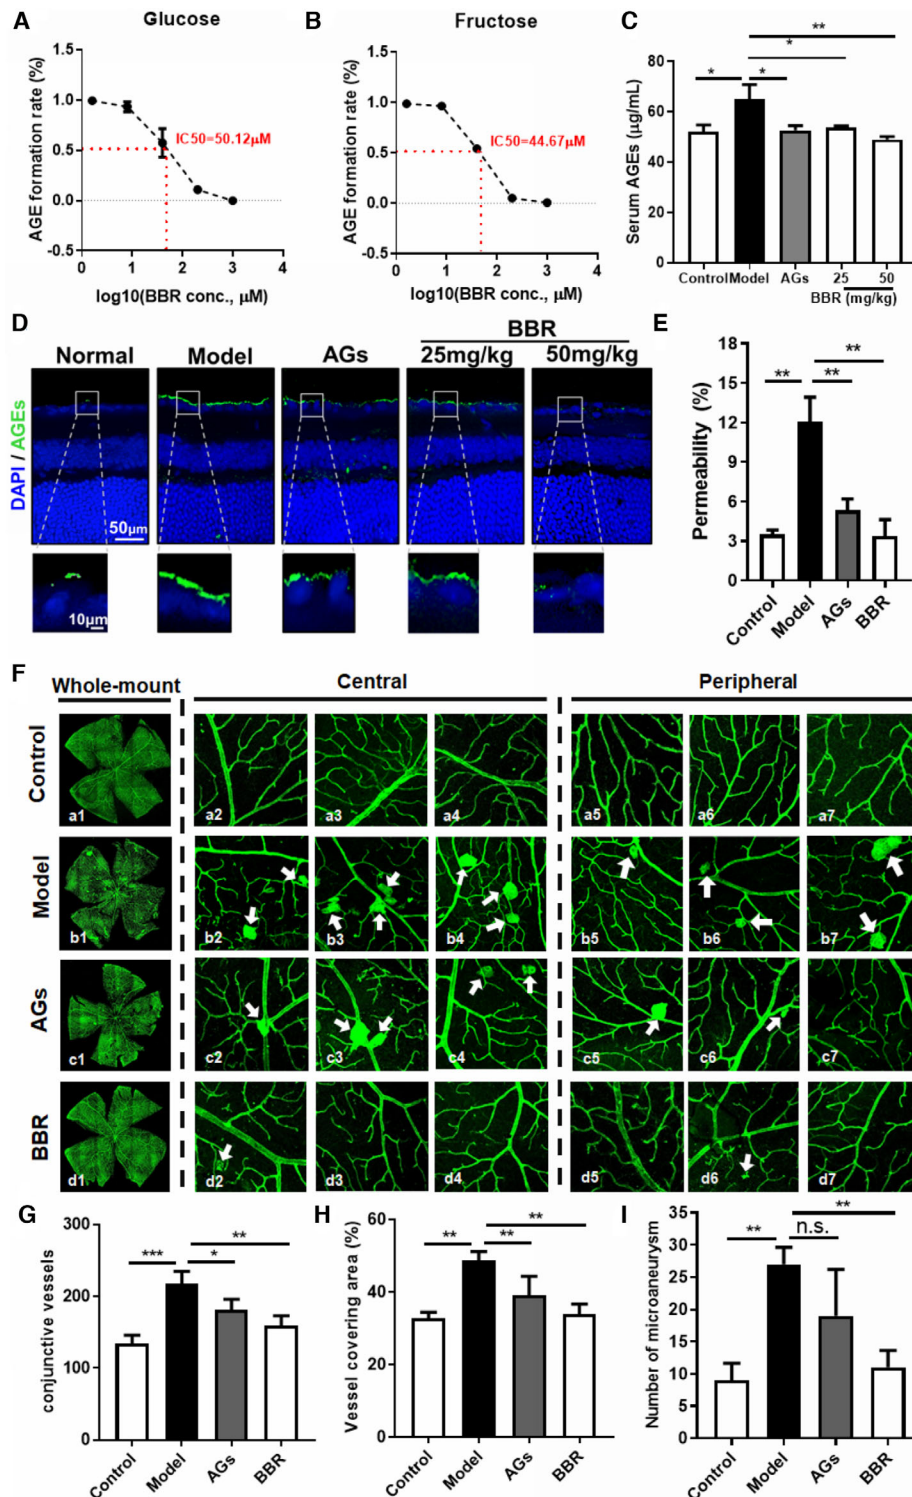 A
Glucose
AGE formation rate (%)
1.5
1.0
0.5
0.0
-0.5
IC50=50.12μM
0 1 2 3 4
log10(BBR conc., μM)
B
Fructose
AGE formation rate (%)
1.5
1.0
0.5
0.0
-0.5
IC50=44.67μM
0 1 2 3 4
log10(BBR conc., μM)
C
Serum AGEs (μg/mL)
80
60
40
20
0
**
*
* *
Control Model AGs 25 50
BBR (mg/kg)
D
BBR
Normal Model AGs 25mg/kg 50mg/kg
DAPI / AGEs
50μm
10μm
E
Permeability (%)
18
15
12
9
6
3
0
**
** **
Control Model AGs BBR
F
Whole-mount Central Peripheral
Control
a1 a2 a3 a4 a5 a6 a7
Model
b1 b2 b3 b4 b5 b6 b7
AGs
c1 c2 c3 c4 c5 c6 c7
BBR
d1 d2 d3 d4 d5 d6 d7
G
conjunctive vessels
300
200
100
0
**
*** *
Control Model AGs BBR
H
Vessel covering area (%)
60
40
20
0
**
** **
Control Model AGs BBR
I
Number of microaneurysm
35
30
25
20
15
10
5
0
**
** n.s.
Control Model AGs BBR